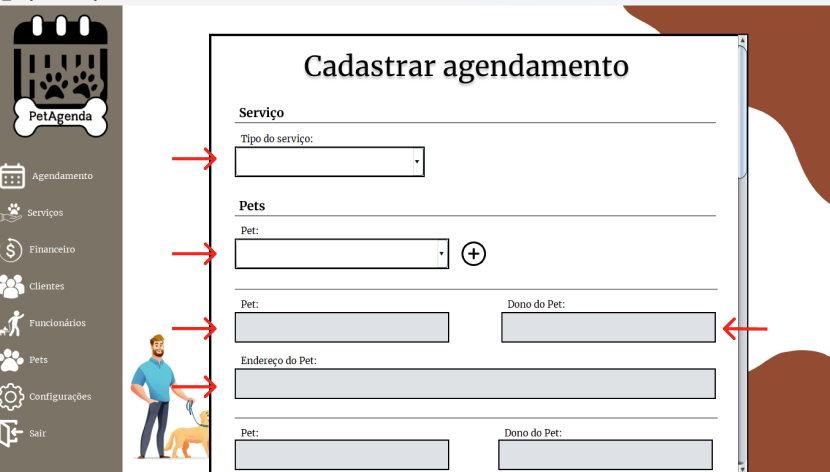 PetAgenda
Agendamento
Serviços
Financeiro
Clientes
Funcionários
Pets
Configurações
Sair
Cadastrar agendamento
Serviço
Tipo do serviço:
Pets
Pet:
Pet: Dono do Pet:
Endereço do Pet:
Pet: Dono do Pet: